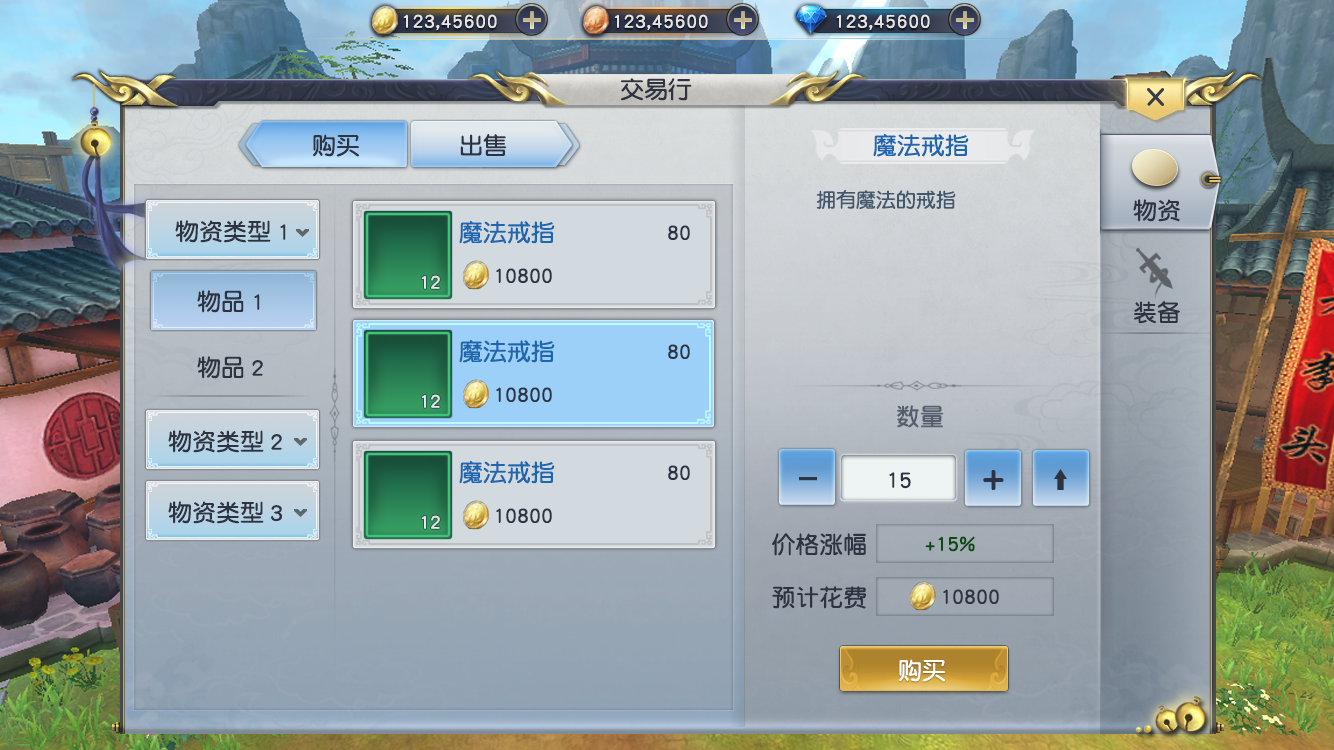 123,45600
123,45600
123,45600
交易行
购买
出售
物资类型 1
物品 1
物品 2
物资类型 2
物资类型 3
魔法戒指
80
12
10800
魔法戒指
80
12
10800
魔法戒指
80
12
10800
魔法戒指
拥有魔法的戒指
数量
15
价格涨幅
+15%
预计花费
10800
购买
物资
装备
李
头